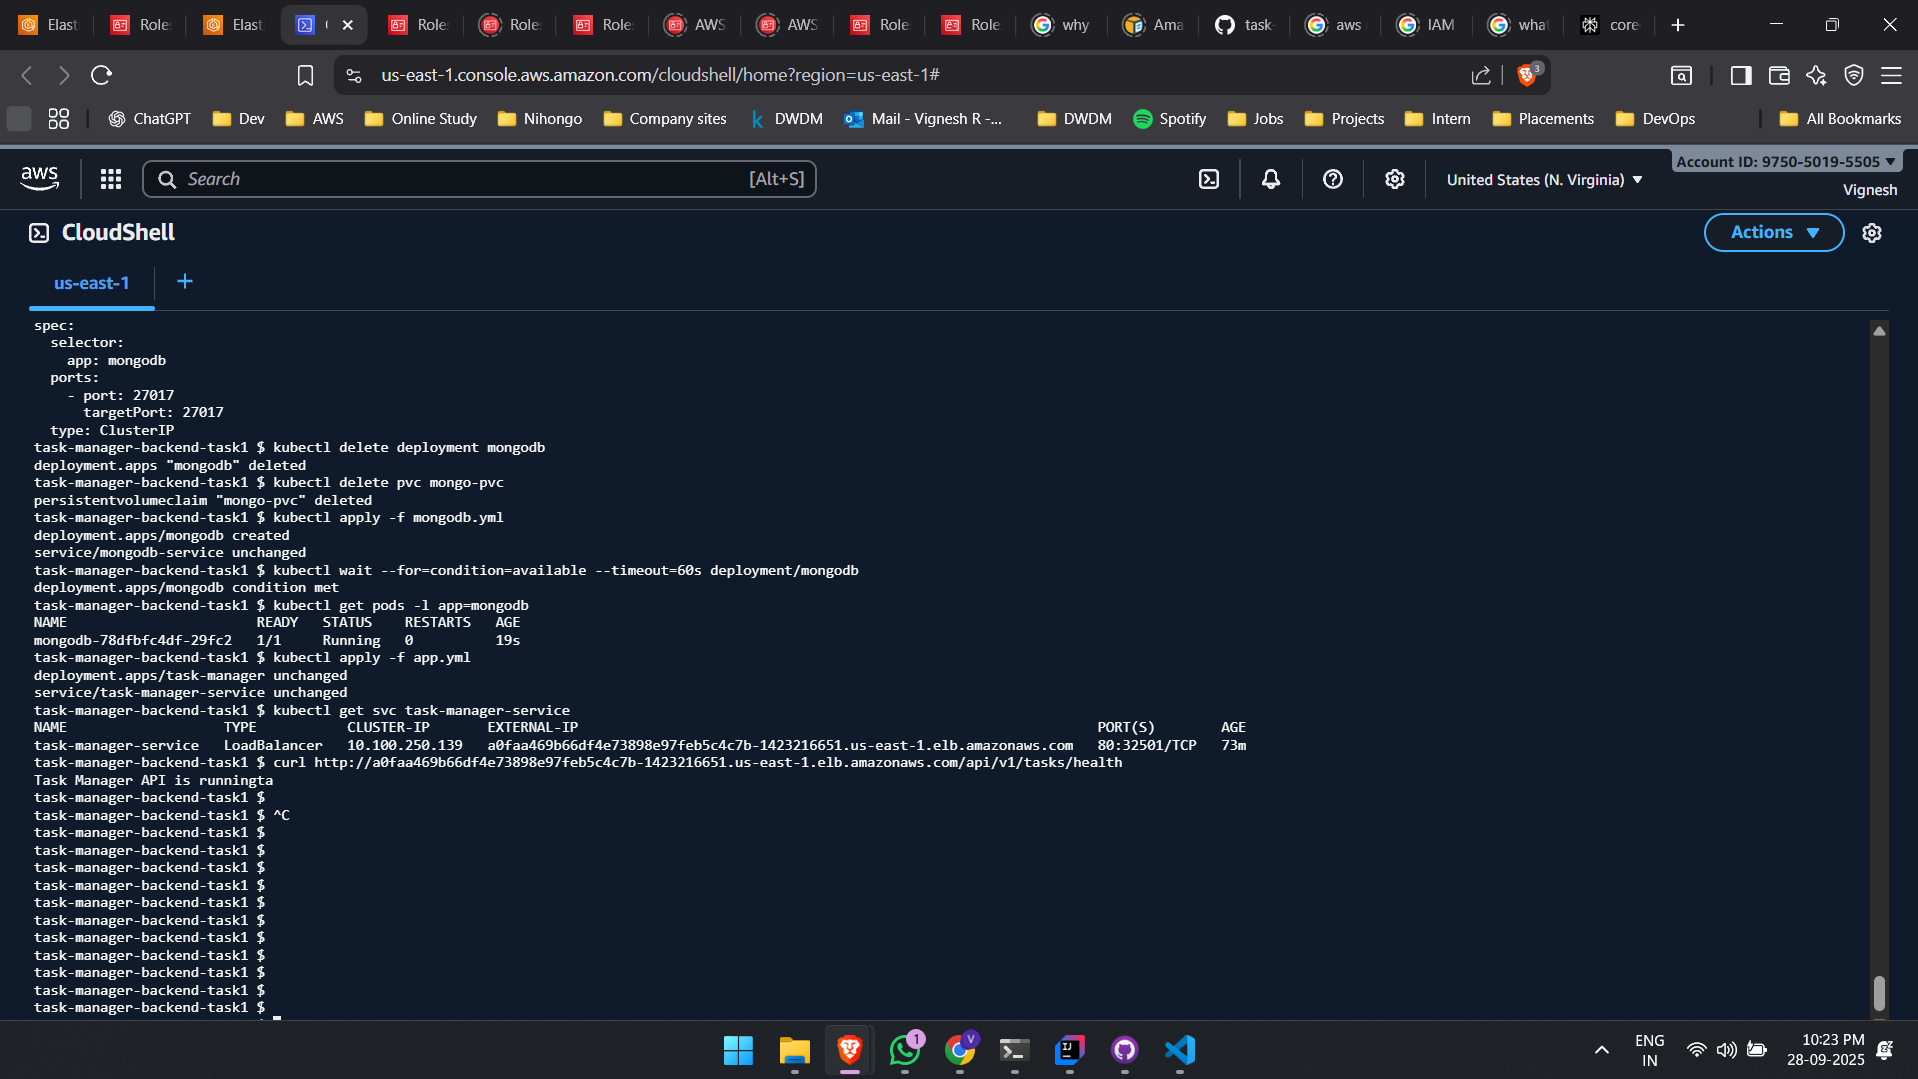 Elast
Roles
Elast
Roles
Roles
Roles
AWS
AWS
Roles
Roles
why
Ama
task-
aws
IAM
what
core
us-east-1.console.aws.amazon.com/cloudshell/home?region=us-east-1#
3
ChatGPT
Dev
AWS
Online Study
Nihongo
Company sites
DWDM
Mail - Vignesh R -...
DWDM
Spotify
Jobs
Projects
Intern
Placements
DevOps
All Bookmarks
aws
Search
[Alt+S]
United States (N. Virginia)
Account ID: 9750-5019-5505
Vignesh
CloudShell
Actions
us-east-1
spec:
  selector:
    app: mongodb
  ports:
    - port: 27017
      targetPort: 27017
  type: ClusterIP
task-manager-backend-task1 $ kubectl delete deployment mongodb
deployment.apps "mongodb" deleted
task-manager-backend-task1 $ kubectl delete pvc mongo-pvc
persistentvolumeclaim "mongo-pvc" deleted
task-manager-backend-task1 $ kubectl apply -f mongodb.yml
deployment.apps/mongodb created
service/mongodb-service unchanged
task-manager-backend-task1 $ kubectl wait --for=condition=available --timeout=60s deployment/mongodb
deployment.apps/mongodb condition met
task-manager-backend-task1 $ kubectl get pods -l app=mongodb
NAME                       READY   STATUS    RESTARTS   AGE
mongodb-78dfbfc4df-29fc2   1/1     Running   0          19s
task-manager-backend-task1 $ kubectl apply -f app.yml
deployment.apps/task-manager unchanged
service/task-manager-service unchanged
task-manager-backend-task1 $ kubectl get svc task-manager-service
NAME                   TYPE           CLUSTER-IP       EXTERNAL-IP                                                               PORT(S)        AGE
task-manager-service   LoadBalancer   10.100.250.139   a0faa469b66df4e73898e97feb5c4c7b-1423216651.us-east-1.elb.amazonaws.com   80:32501/TCP   73m
task-manager-backend-task1 $ curl http://a0faa469b66df4e73898e97feb5c4c7b-1423216651.us-east-1.elb.amazonaws.com/api/v1/tasks/health
Task Manager API is runningta
task-manager-backend-task1 $
task-manager-backend-task1 $ ^C
task-manager-backend-task1 $
task-manager-backend-task1 $
task-manager-backend-task1 $
task-manager-backend-task1 $
task-manager-backend-task1 $
task-manager-backend-task1 $
task-manager-backend-task1 $
task-manager-backend-task1 $
task-manager-backend-task1 $
task-manager-backend-task1 $
task-manager-backend-task1 $
1
V
IJ
ENG
IN
10:23 PM
28-09-2025